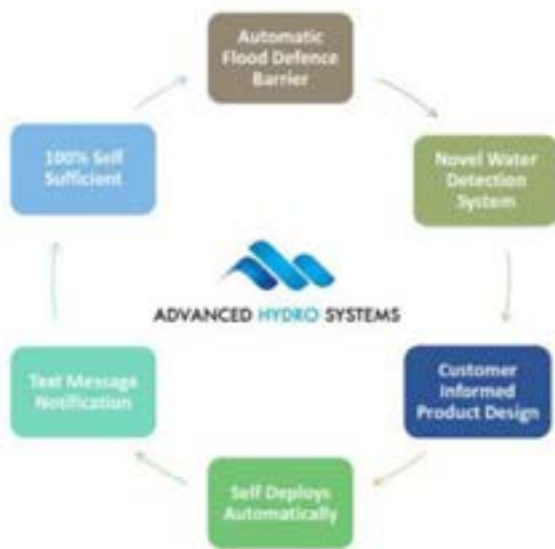 Automatic
Flood Defence
Barrier
Novel Water
Detection
System
Customer
Informed
Product Design
Self Deploys
Automatically
Text Message
Notification
100% Self
Sufficient
ADVANCED HYDRO SYSTEMS